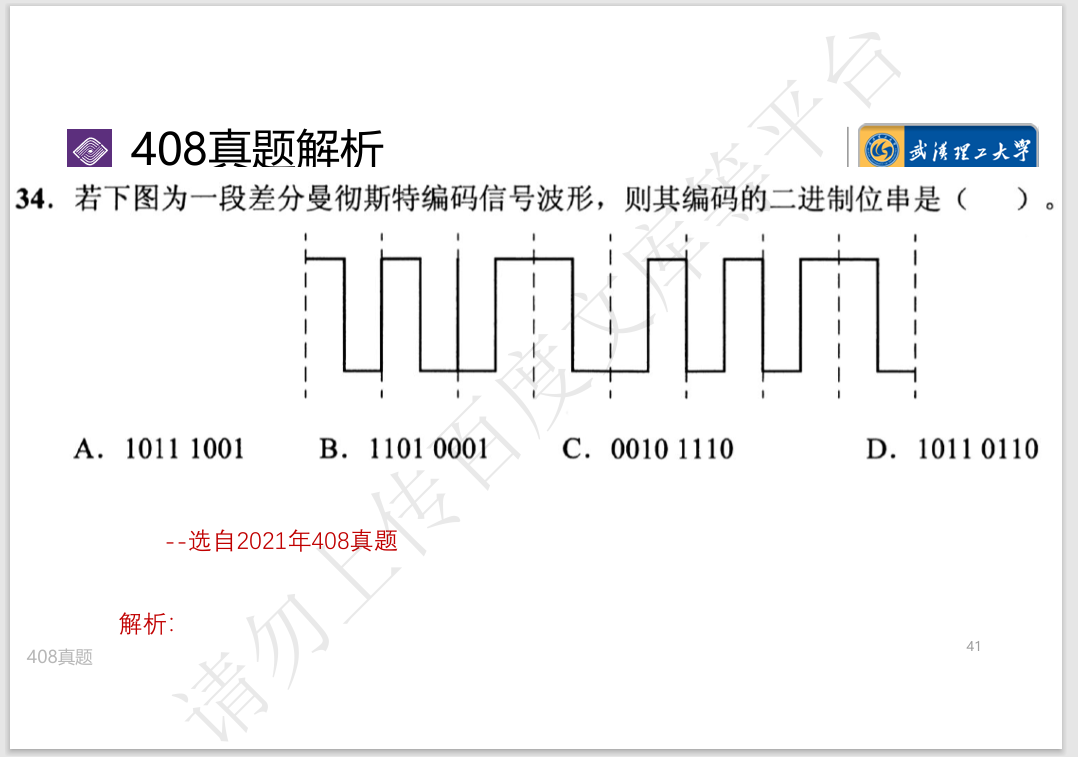 408真题解析
武汉理工大学
34. 若下图为一段差分曼彻斯特编码信号波形，则其编码的二进制位串是（ ）。
A. 1011 1001 B. 1101 0001 C. 0010 1110 D. 1011 0110
--选自2021年408真题
解析：
408真题
41
请勿上传百度文库等平台